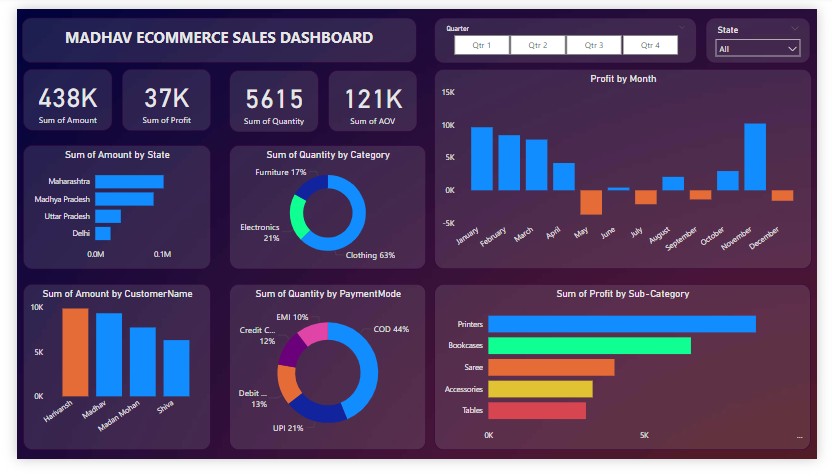 MADHAV ECOMMERCE SALES DASHBOARD
Quarter
Qtr 1 Qtr 2 Qtr 3 Qtr 4
State
All
438K
Sum of Amount
37K
Sum of Profit
5615
Sum of Quantity
121K
Sum of AOV
Profit by Month
15K
10K
5K
0K
-5K
January February March April May June July August September October November December
Sum of Amount by State
Maharashtra
Madhya Pradesh
Uttar Pradesh
Delhi
0.0M 0.1M
Sum of Quantity by Category
Furniture 17%
Electronics
21%
Clothing 63%
Sum of Amount by CustomerName
10K
5K
0K
Harivansh Madhav Madan Mohan Shiva
Sum of Quantity by PaymentMode
EMI 10%
COD 44%
Credit C...
12%
Debit ...
13%
UPI 21%
Sum of Profit by Sub-Category
Printers
Bookcases
Saree
Accessories
Tables
0K 5K ...